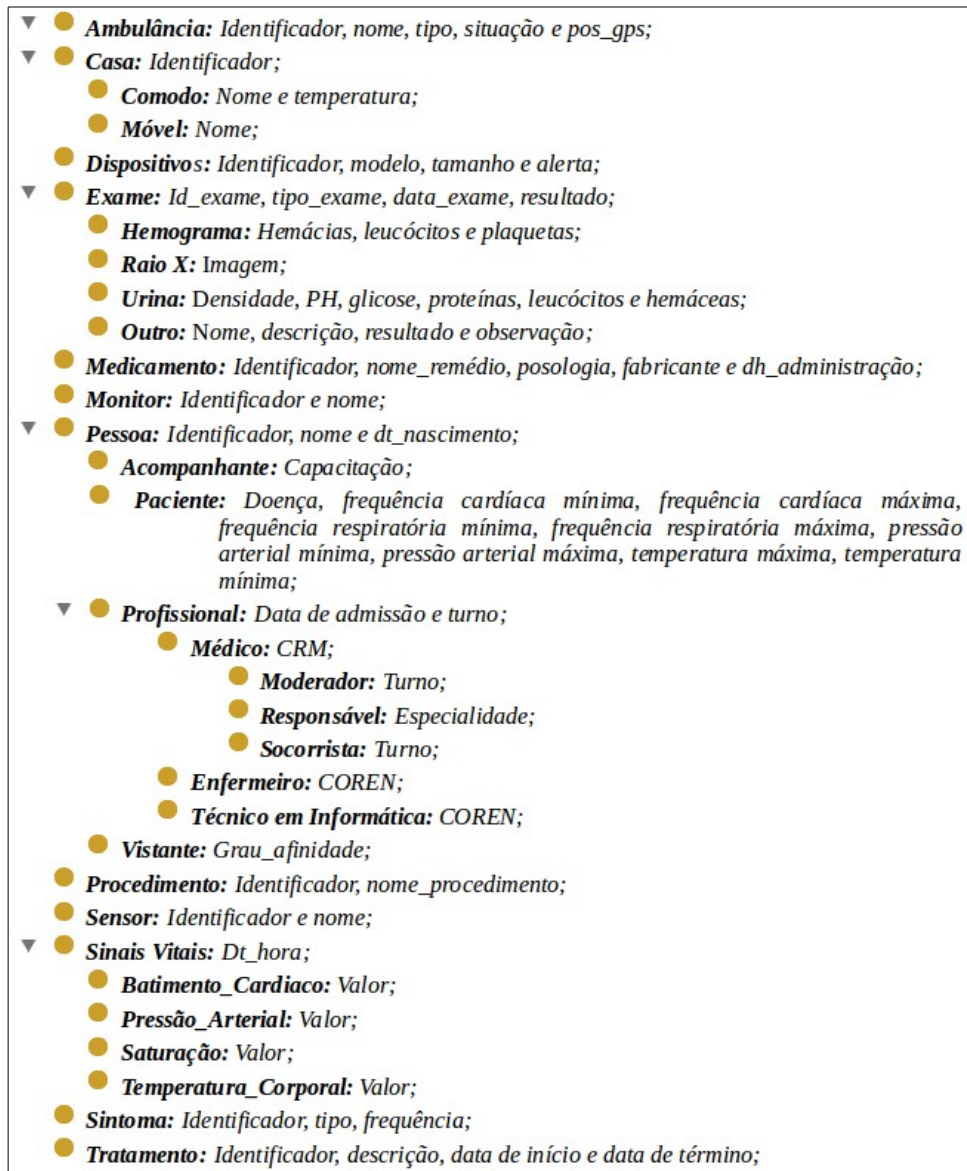 Ambulância: Identificador, nome, tipo, situação e pos_gps;
Casa: Identificador;
Comodo: Nome e temperatura;
Móvel: Nome;
Dispositivos: Identificador, modelo, tamanho e alerta;
Exame: Id_exame, tipo_exame, data_exame, resultado;
Hemograma: Hemácias, leucócitos e plaquetas;
Raio X: Imagem;
Urina: Densidade, PH, glicose, proteínas, leucócitos e hemáceas;
Outro: Nome, descrição, resultado e observação;
Medicamento: Identificador, nome_remédio, posologia, fabricante e dh_administração;
Monitor: Identificador e nome;
Pessoa: Identificador, nome e dt_nascimento;
Acompanhante: Capacitação;
Paciente: Doença, frequência cardíaca mínima, frequência cardíaca máxima,
frequência respiratória mínima, frequência respiratória máxima, pressão
arterial mínima, pressão arterial máxima, temperatura máxima, temperatura
mínima;
Profissional: Data de admissão e turno;
Médico: CRM;
Moderador: Turno;
Responsável: Especialidade;
Socorrista: Turno;
Enfermeiro: COREN;
Técnico em Informática: COREN;
Vistante: Grau_afinidade;
Procedimento: Identificador, nome_procedimento;
Sensor: Identificador e nome;
Sinais Vitais: Dt_hora;
Batimento_Cardiaco: Valor;
Pressão_Arterial: Valor;
Saturação: Valor;
Temperatura_Corporal: Valor;
Sintoma: Identificador, tipo, frequência;
Tratamento: Identificador, descrição, data de início e data de término;